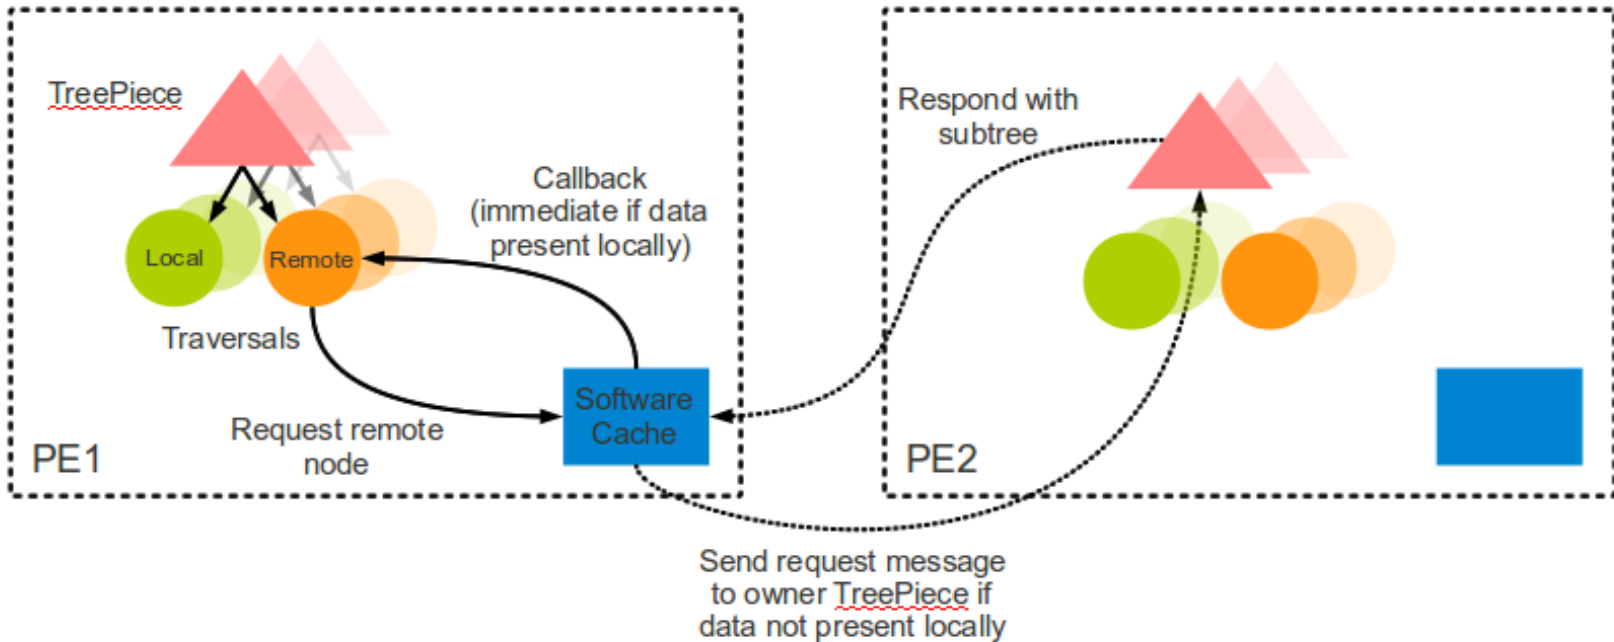 TreePiece
Callback
(immediate if data
present locally)
Local
Remote
Traversals
Request remote
node
Software
Cache
PE1
Respond with
subtree
PE2
Send request message
to owner TreePiece if
data not present locally